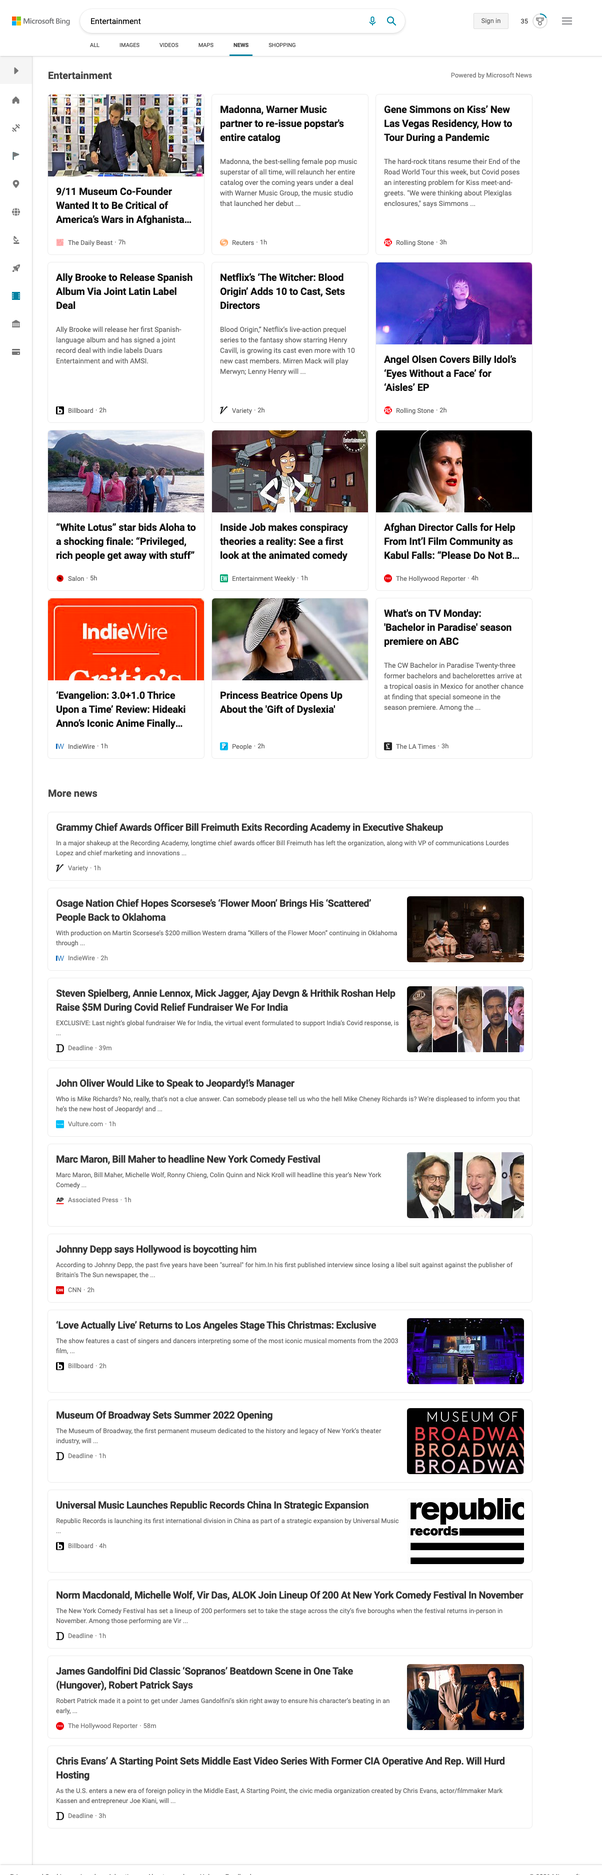 Microsoft Bing
Entertainment
Sign in
35
ALL
IMAGES
VIDEOS
MAPS
NEWS
SHOPPING
Entertainment
Powered by Microsoft News
9/11 Museum Co-Founder
Wanted It to Be Critical of
America's Wars in Afghanista...
The Daily Beast · 7h
Madonna, Warner Music
partner to re-issue popstar's
entire catalog
Madonna, the best-selling female pop music
superstar of all time, will relaunch her entire
catalog over the coming years under a deal
with Warner Music Group, the music studio
that launched her debut ...
Reuters · 1h
Gene Simmons on Kiss' New
Las Vegas Residency, How to
Tour During a Pandemic
The hard-rock titans resume their End of the
Road World Tour this week, but Covid poses
an interesting problem for Kiss meet-and-
greets. "We were thinking about Plexiglas
enclosures," says Simmons ...
Rolling Stone · 3h
Ally Brooke to Release Spanish
Album Via Joint Latin Label
Deal
Ally Brooke will release her first Spanish-
language album and has signed a joint
record deal with indie labels Duars
Entertainment and with AMSI.
Billboard · 2h
Netflix's 'The Witcher: Blood
Origin' Adds 10 to Cast, Sets
Directors
Blood Origin," Netflix's live-action prequel
series to the fantasy show starring Henry
Cavill, is growing its cast even more with 10
new cast members. Mirren Mack will play
Merwyn; Lenny Henry will ...
Variety · 2h
Angel Olsen Covers Billy Idol's
'Eyes Without a Face' for
'Aisles' EP
Rolling Stone · 2h
"White Lotus" star bids Aloha to
a shocking finale: "Privileged,
rich people get away with stuff"
Salon · 5h
Entertainment
Inside Job makes conspiracy
theories a reality: See a first
look at the animated comedy
Entertainment Weekly · 1h
Afghan Director Calls for Help
From Int'l Film Community as
Kabul Falls: "Please Do Not B...
The Hollywood Reporter · 4h
IndieWire
Critic's
'Evangelion: 3.0+1.0 Thrice
Upon a Time' Review: Hideaki
Anno's Iconic Anime Finally...
IndieWire · 1h
Princess Beatrice Opens Up
About the 'Gift of Dyslexia'
People · 2h
What's on TV Monday:
'Bachelor in Paradise' season
premiere on ABC
The CW Bachelor in Paradise Twenty-three
former bachelors and bachelorettes arrive at
a tropical oasis in Mexico for another chance
at finding that special someone in the
season premiere. Among the ...
The LA Times · 3h
More news
Grammy Chief Awards Officer Bill Freimuth Exits Recording Academy in Executive Shakeup
In a major shakeup at the Recording Academy, longtime chief awards officer Bill Freimuth has left the organization, along with VP of communications Lourdes
Lopez and chief marketing and innovations ...
Variety · 1h
Osage Nation Chief Hopes Scorsese's 'Flower Moon' Brings His 'Scattered'
People Back to Oklahoma
With production on Martin Scorsese's $200 million Western drama "Killers of the Flower Moon" continuing in Oklahoma
through ...
IndieWire · 2h
Steven Spielberg, Annie Lennox, Mick Jagger, Ajay Devgn & Hrithik Roshan Help
Raise $5M During Covid Relief Fundraiser We For India
EXCLUSIVE: Last night's global fundraiser We for India, the virtual event formulated to support India's Covid response, is
...
Deadline · 39m
John Oliver Would Like to Speak to Jeopardy!'s Manager
Who is Mike Richards? No, really, that's not a clue answer. Can somebody please tell us who the hell Mike Cheney Richards is? We're displeased to inform you that
he's the new host of Jeopardy! and ...
Vulture.com · 1h
Marc Maron, Bill Maher to headline New York Comedy Festival
Marc Maron, Bill Maher, Michelle Wolf, Ronny Chieng, Colin Quinn and Nick Kroll will headline this year's New York
Comedy ...
AP Associated Press · 1h
Johnny Depp says Hollywood is boycotting him
According to Johnny Depp, the past five years have been "surreal" for him.In his first published interview since losing a libel suit against against the publisher of
Britain's The Sun newspaper, the ...
CNN · 2h
'Love Actually Live' Returns to Los Angeles Stage This Christmas: Exclusive
The show features a cast of singers and dancers interpreting some of the most iconic musical moments from the 2003
film, ...
Billboard · 2h
Museum Of Broadway Sets Summer 2022 Opening
The Museum of Broadway, the first permanent museum dedicated to the history and legacy of New York's theater
industry, will ...
Deadline · 1h
MUSEUM OF
BROADWAY
BROADWAY
BROADWAY
Universal Music Launches Republic Records China In Strategic Expansion
Republic Records is launching its first international division in China as part of a strategic expansion by Universal Music
...
Billboard · 4h
republic
records
Norm Macdonald, Michelle Wolf, Vir Das, ALOK Join Lineup Of 200 At New York Comedy Festival In November
The New York Comedy Festival has set a lineup of 200 performers set to take the stage across the city's five boroughs when the festival returns in-person in
November. Among those performing are Vir ...
Deadline · 1h
James Gandolfini Did Classic 'Sopranos' Beatdown Scene in One Take
(Hungover), Robert Patrick Says
Robert Patrick made it a point to get under James Gandolfini's skin right away to ensure his character's beating in an
early, ...
The Hollywood Reporter · 58m
Chris Evans' A Starting Point Sets Middle East Video Series With Former CIA Operative And Rep. Will Hurd
Hosting
As the U.S. enters a new era of foreign policy in the Middle East, A Starting Point, the civic media organization created by Chris Evans, actor/filmmaker Mark
Kassen and entrepreneur Joe Kiani, will ...
Deadline · 3h